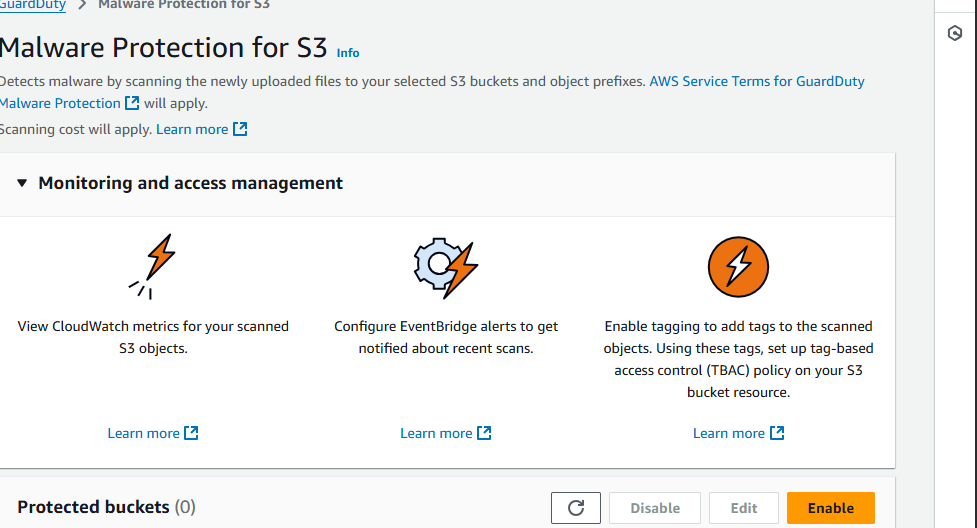 GuardDuty > Malware Protection for S3
Malware Protection for S3 Info
Detects malware by scanning the newly uploaded files to your selected S3 buckets and object prefixes. AWS Service Terms for GuardDuty
Malware Protection will apply.
Scanning cost will apply. Learn more
Monitoring and access management
View CloudWatch metrics for your scanned
S3 objects.
Learn more
Configure EventBridge alerts to get
notified about recent scans.
Learn more
Enable tagging to add tags to the scanned
objects. Using these tags, set up tag-based
access control (TBAC) policy on your S3
bucket resource.
Learn more
Protected buckets (0)
Disable
Edit
Enable